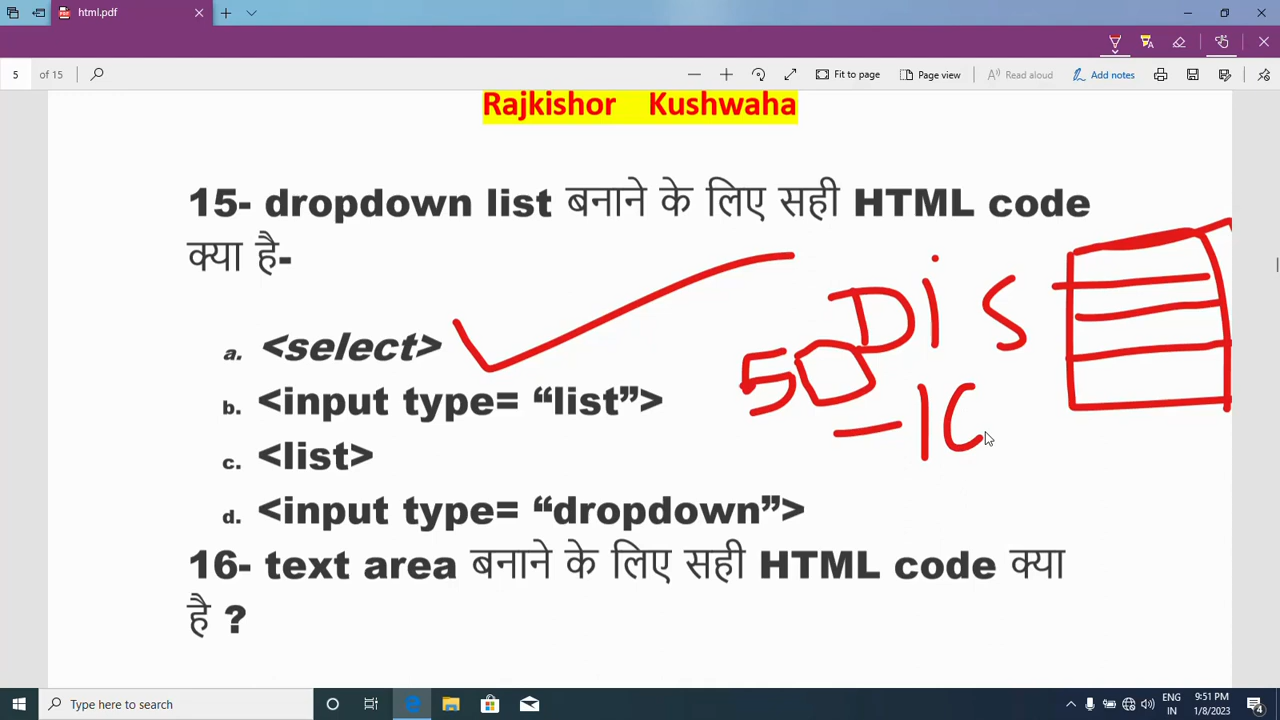 html.pdf
5 of 15 Fit to page Page view Read aloud Add notes
Rajkishor Kushwaha
15- dropdown list बनाने के लिए सही HTML code
क्या है-
a. <select>
b. <input type= “list”>
c. <list>
d. <input type= “dropdown”>
D i S
50
16- text area बनाने के लिए सही HTML code क्या
है ?
Type here to search
ENG 9:51 PM
IN 1/8/2023
4